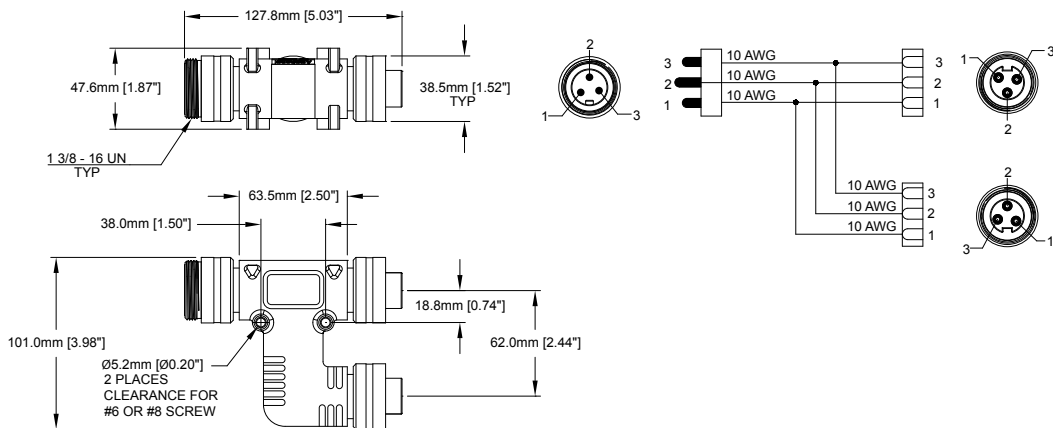 127.8mm [5.03"]
47.6mm [1.87"]
38.5mm [1.52"]
TYP
1 3/8 - 16 UN
TYP
63.5mm [2.50"]
38.0mm [1.50"]
18.8mm [0.74"]
101.0mm [3.98"]
62.0mm [2.44"]
Ø5.2mm [Ø0.20"]
2 PLACES
CLEARANCE FOR
#6 OR #8 SCREW
2
1
3
3
10 AWG
3
2
10 AWG
2
1
10 AWG
1
1
3
2
10 AWG
3
10 AWG
2
10 AWG
1
2
3
1